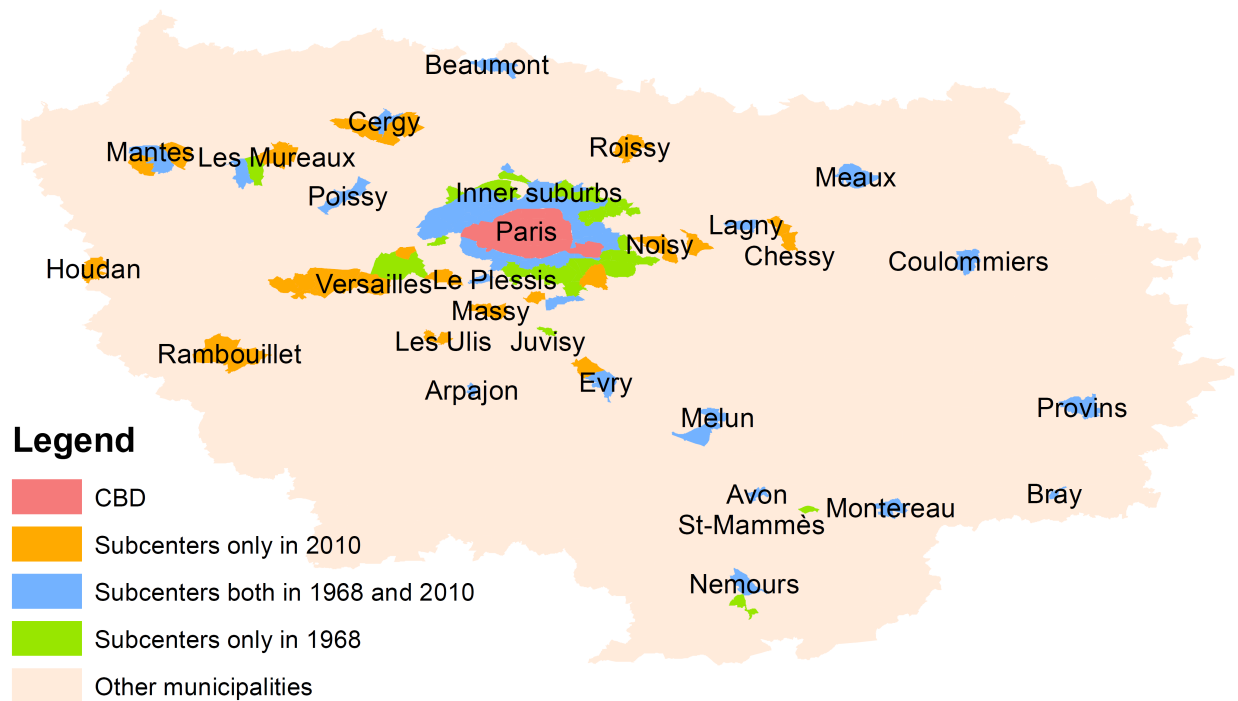 Beaumont
Cergy
Mantes
Les Mureaux
Roissy
Poissy
Inner suburbs
Meaux
Paris
Lagny
Noisy
Chessy
Houdan
Versailles
Le Plessis
Coulommiers
Massy
Les Ulis
Juvisy
Rambouillet
Arpajon
Evry
Melun
Provins
Avon
Bray
St-Mammès
Montereau
Nemours
Legend
CBD
Subcenters only in 2010
Subcenters both in 1968 and 2010
Subcenters only in 1968
Other municipalities